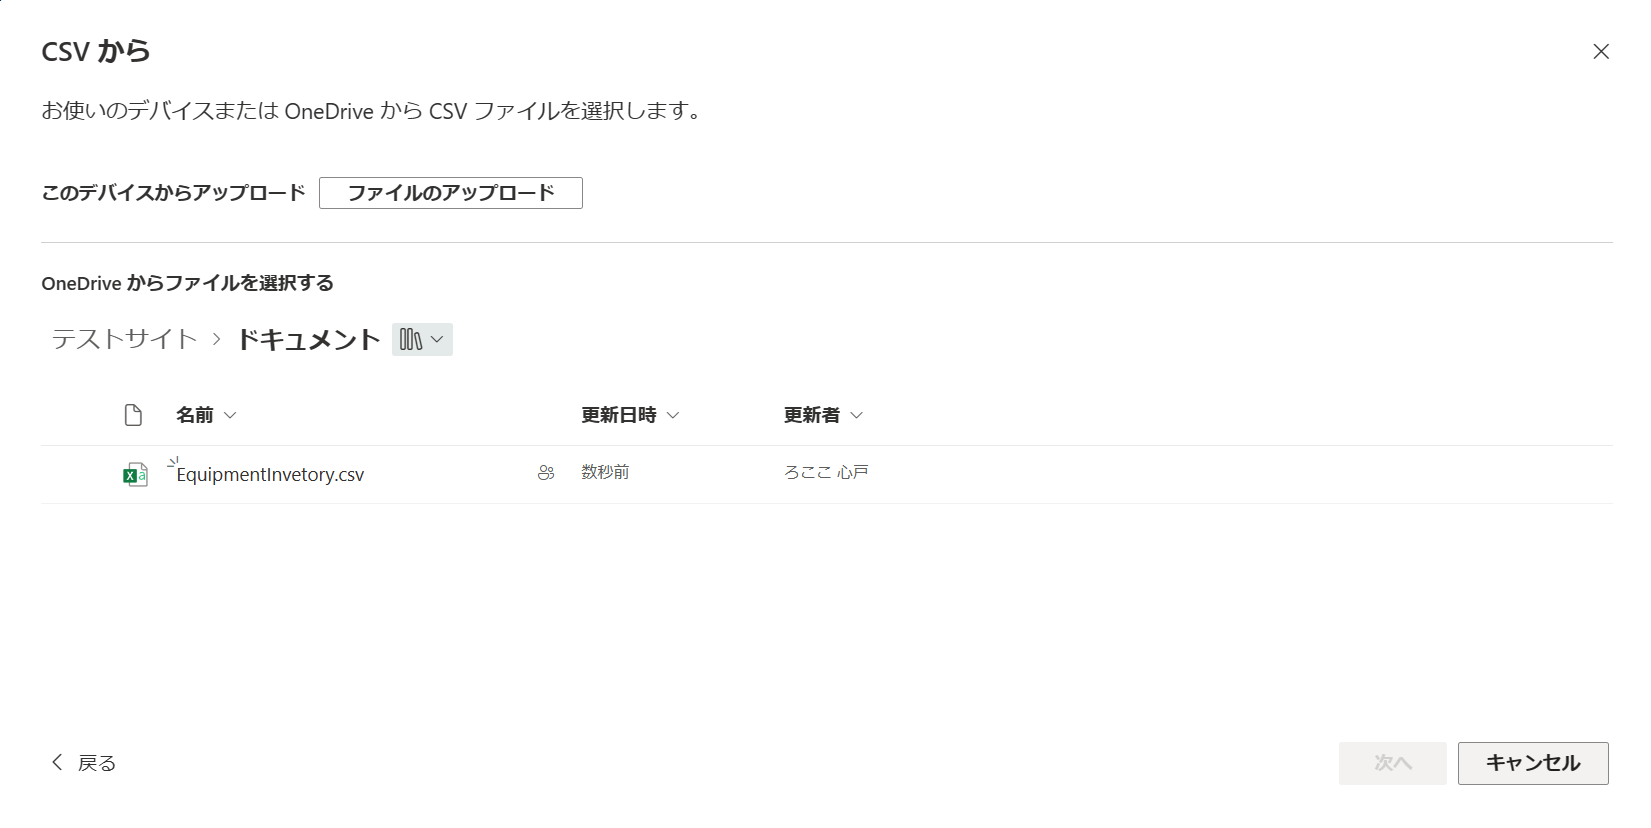 CSV から
お使いのデバイスまたは OneDrive から CSV ファイルを選択します。
このデバイスからアップロード ファイルのアップロード
OneDrive からファイルを選択する
テストサイト > ドキュメント
名前 更新日時 更新者
EquipmentInvetory.csv 数秒前 ろここ 心戸
戻る 次へ キャンセル